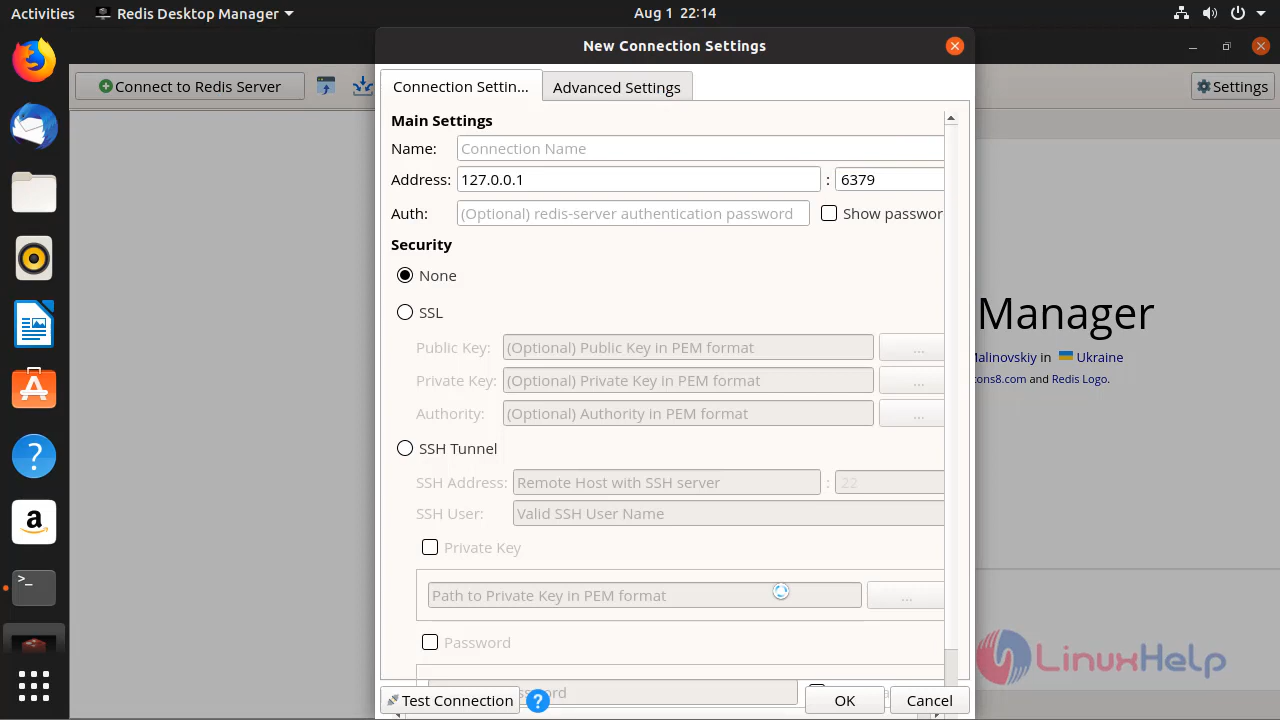 Activities Redis Desktop Manager Aug 1 22:14
New Connection Settings
Connect to Redis Server Settings
Connection Settin... Advanced Settings
Main Settings
Name: Connection Name
Address: 127.0.0.1 : 6379
Auth: (Optional) redis-server authentication password Show passwor
Security
None
SSL
Public Key: (Optional) Public Key in PEM format ...
Private Key: (Optional) Private Key in PEM format ...
Authority: (Optional) Authority in PEM format ...
SSH Tunnel
SSH Address: Remote Host with SSH server : 22
SSH User: Valid SSH User Name
Private Key
Path to Private Key in PEM format ...
Password
Test Connection ? OK Cancel
Manager
Malinovskiy in Ukraine
cons8.com and Redis Logo.
LinuxHelp